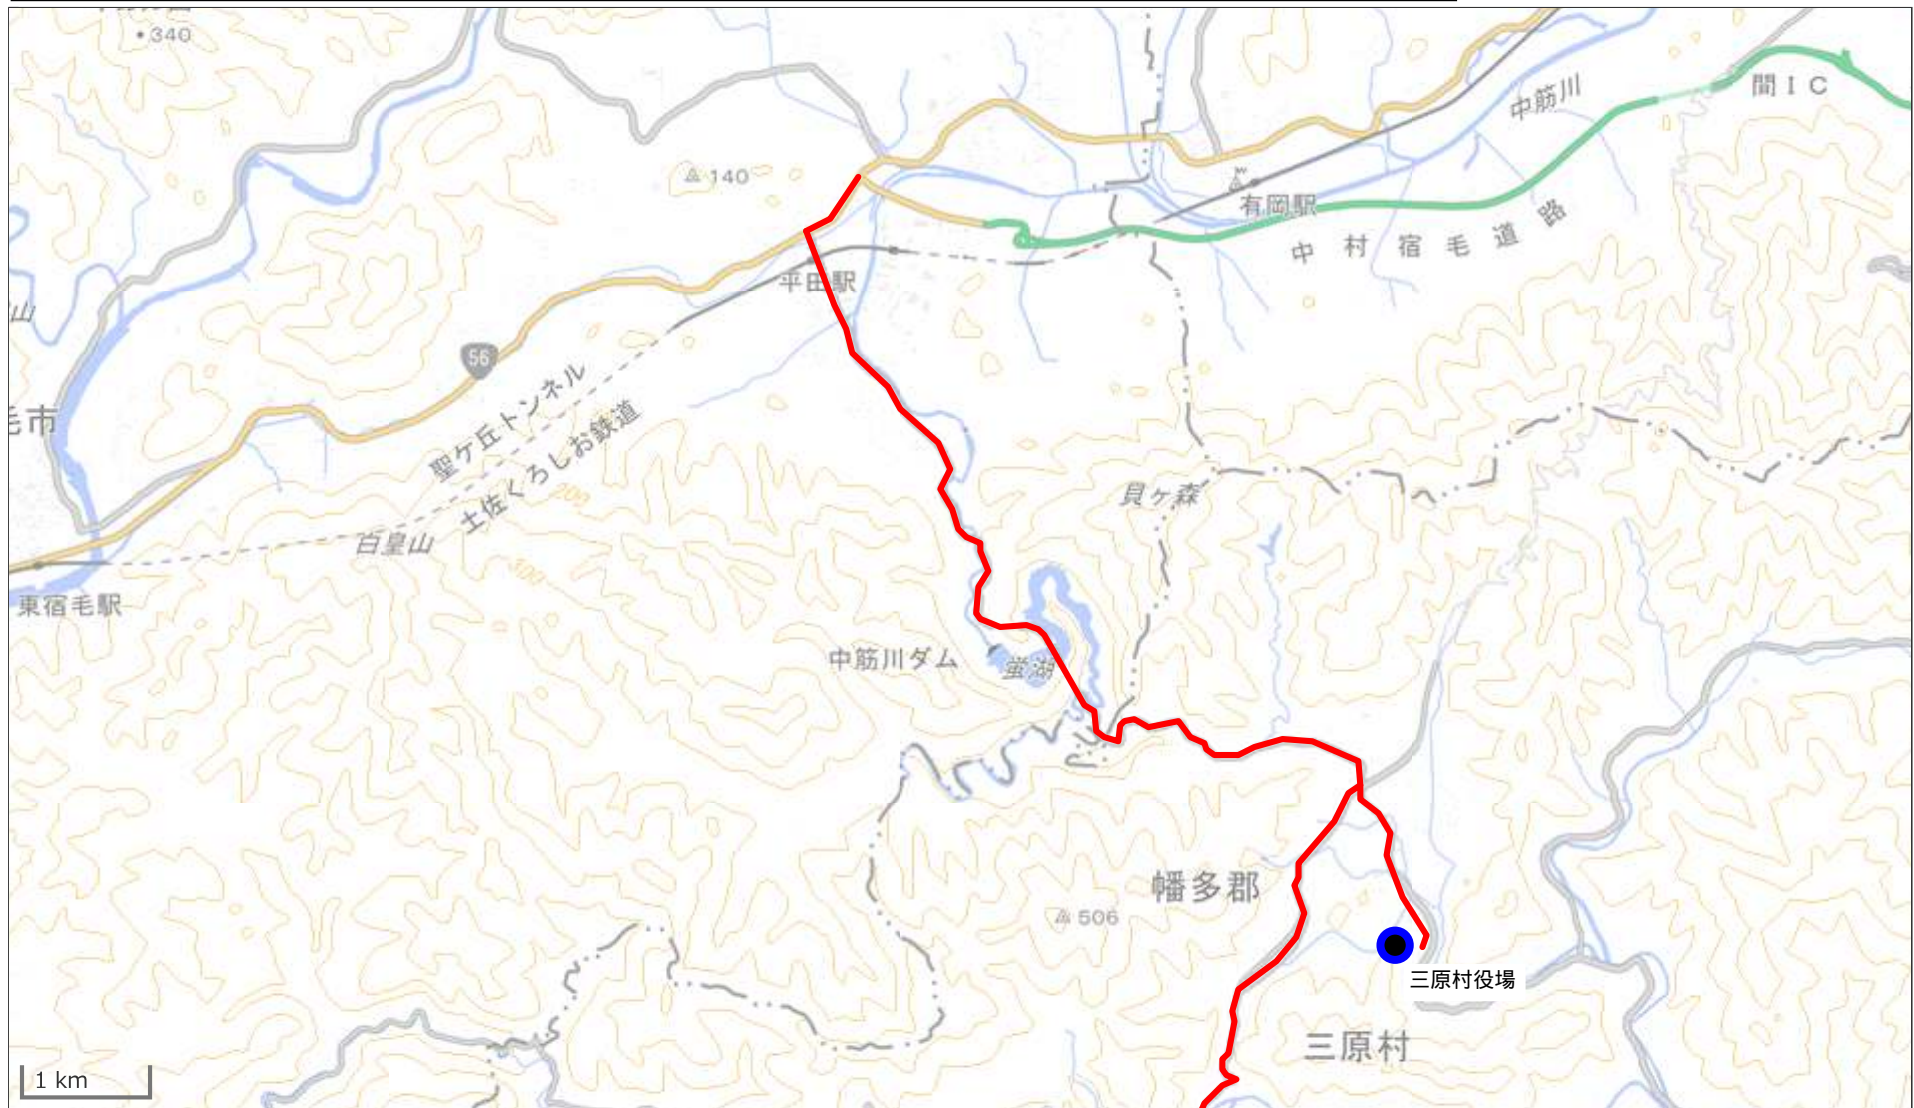 340
間IC
中筋川
140
有岡駅
中村宿毛道路
平田駅
山
56
聖ケ丘トンネル
土佐くろしお鉄道
毛市
200
貝ヶ森
白皇山
300
東宿毛駅
中筋川ダム
蛍湖
幡多郡
506
三原村役場
三原村
1 km